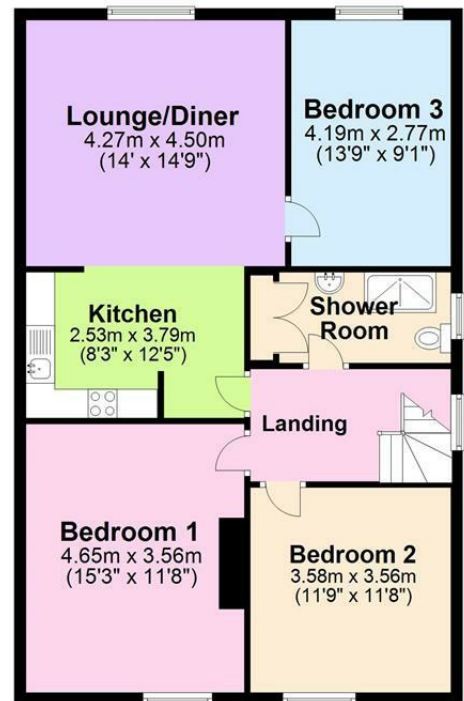 Lounge/Diner
4.27m x 4.50m
(14' x 14'9")
Bedroom 3
4.19m x 2.77m
(13'9" x 9'1")
Kitchen
2.53m x 3.79m
(8'3" x 12'5")
Shower
Room
Landing
Bedroom 1
4.65m x 3.56m
(15'3" x 11'8")
Bedroom 2
3.58m x 3.56m
(11'9" x 11'8")